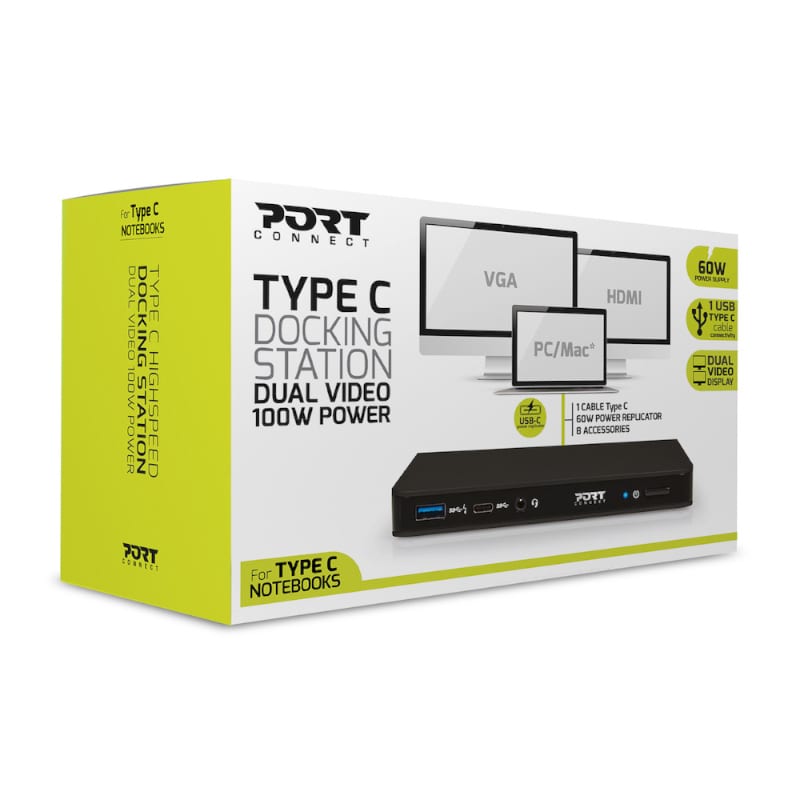 For Type C
NOTEBOOKS
TYPE C HIGHSPEED
DOCKING STATION
DUAL VIDEO 100W POWER
PORT
CONNECT
PORT
CONNECT
TYPE C
DOCKING
STATION
DUAL VIDEO
100W POWER
VGA
HDMI
PC/Mac*
60W
POWER SUPPLY
1 USB
TYPE C
cable
connectivity
DUAL
VIDEO
DISPLAY
USB-C
power replicator
1 CABLE Type C
60W POWER REPLICATOR
8 ACCESSORIES
PORT
CONNECT
For TYPE C
NOTEBOOKS